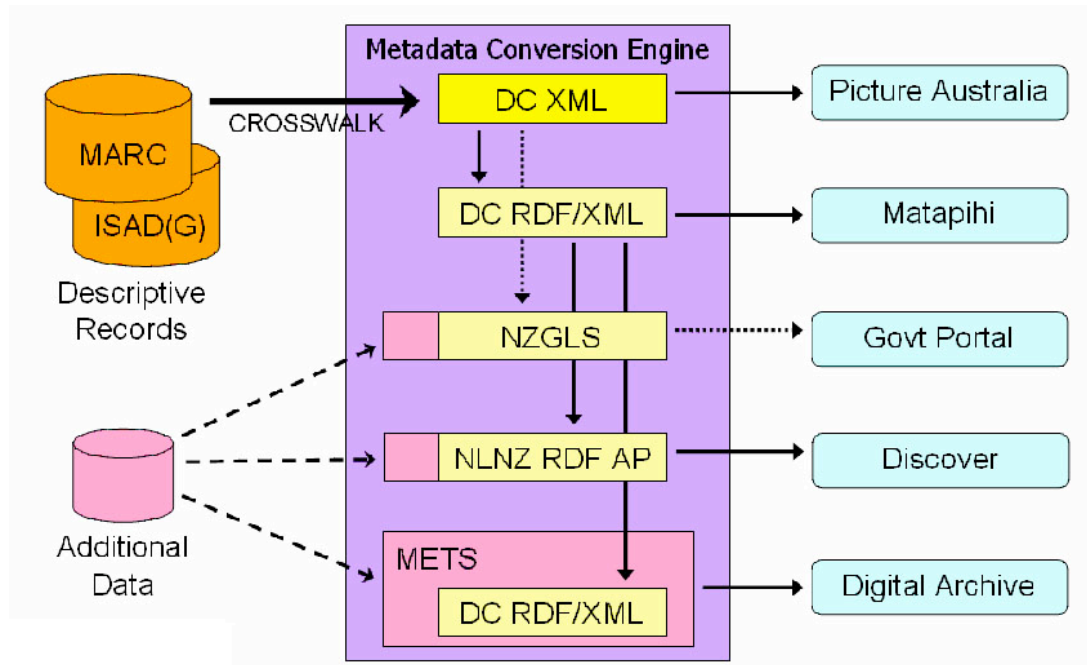 Metadata Conversion Engine
MARC
ISAD(G)
Descriptive
Records
CROSSWALK
DC XML
Picture Australia
DC RDF/XML
Matapihi
NZGLS
Govt Portal
Additional
Data
NLNZ RDF AP
Discover
METS
DC RDF/XML
Digital Archive